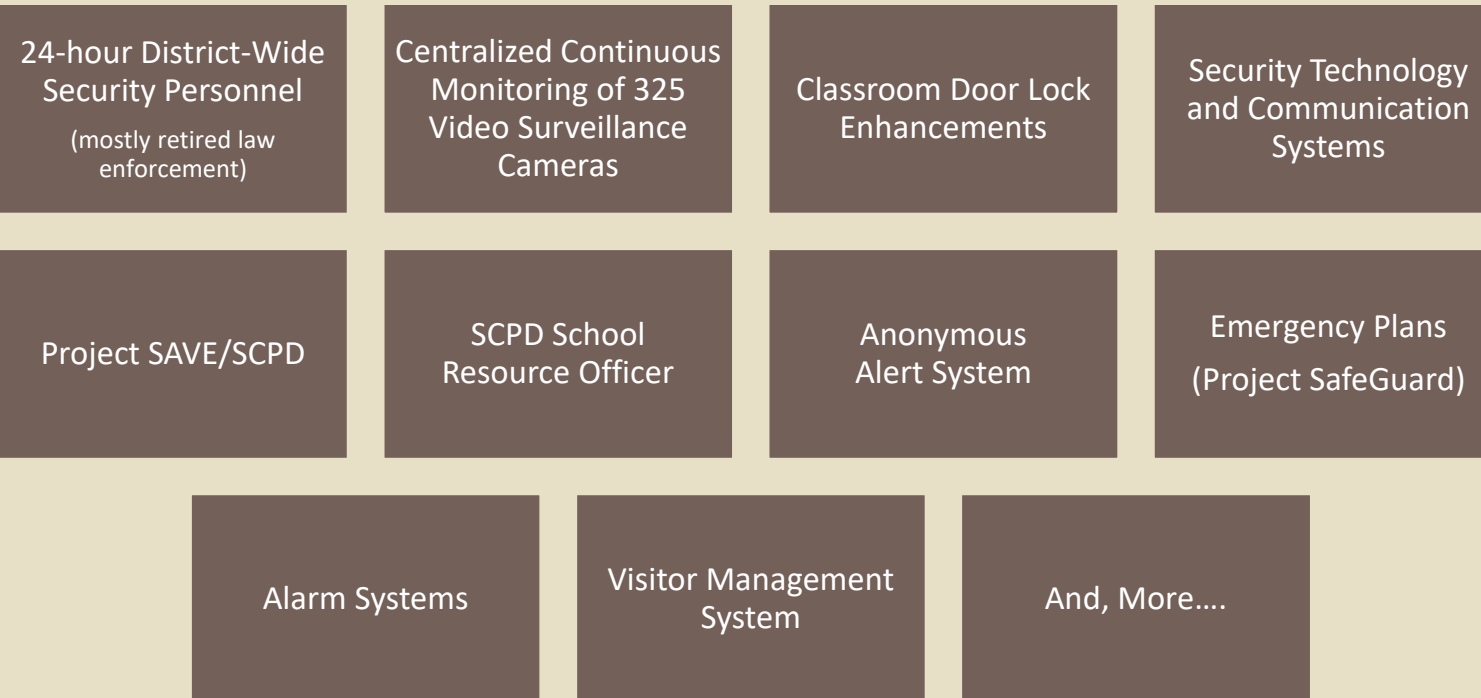 24-hour District-Wide
Security Personnel
(mostly retired law
enforcement)
Centralized Continuous
Monitoring of 325
Video Surveillance
Cameras
Classroom Door Lock
Enhancements
Security Technology
and Communication
Systems
Project SAVE/SCPD
SCPD School
Resource Officer
Anonymous
Alert System
Emergency Plans
(Project SafeGuard)
Alarm Systems
Visitor Management
System
And, More....